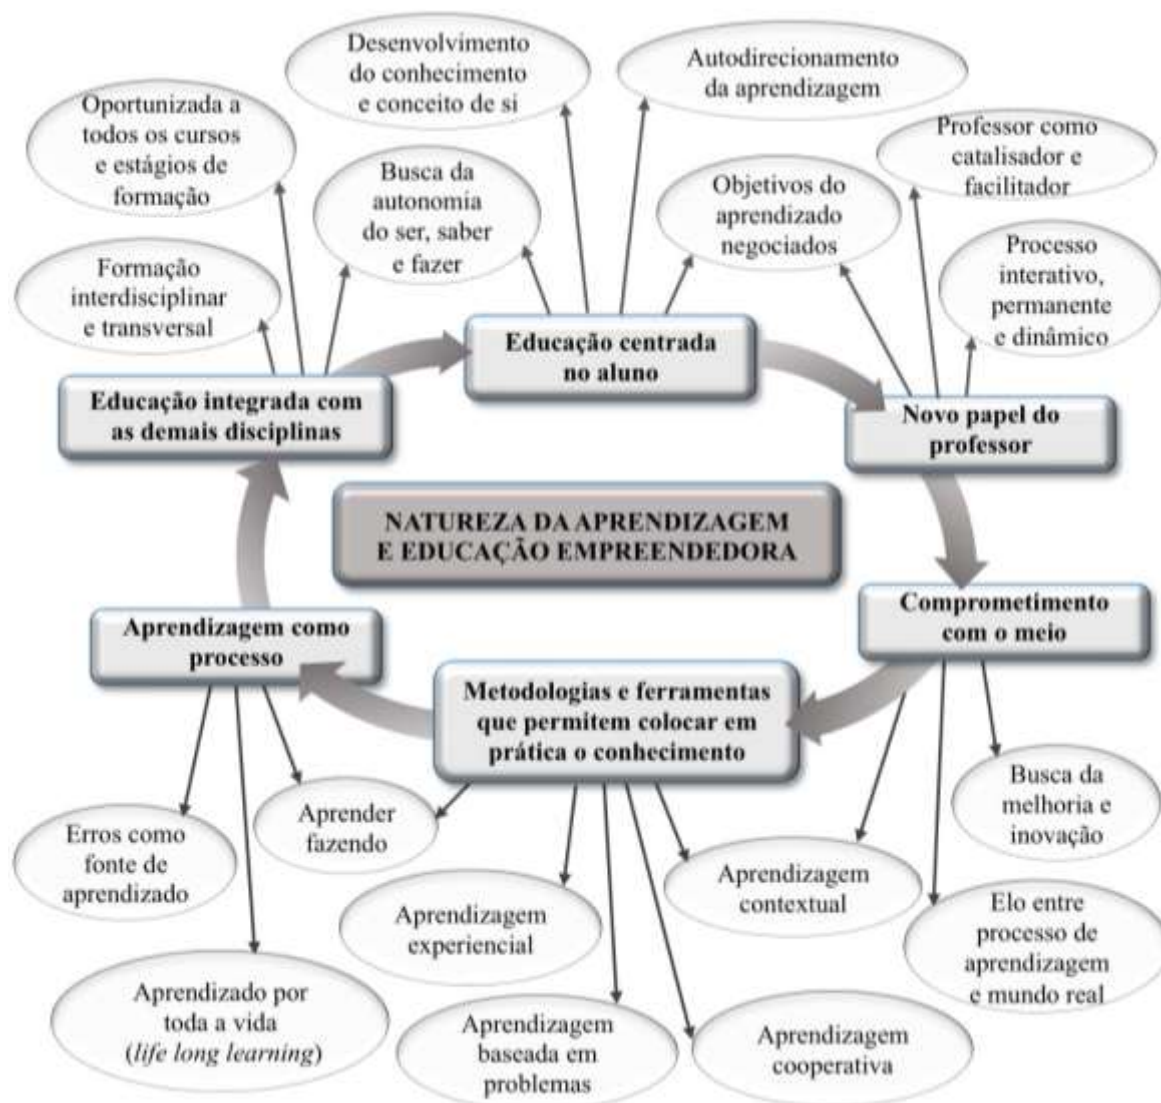 Desenvolvimento
do conhecimento
e conceito de si
Autodirecionamento
da aprendizagem
Oportunizada a
todos os cursos
e estágios de
formação
Busca da
autonomia
do ser, saber
e fazer
Objetivos do
aprendizado
negociados
Professor como
catalisador e
facilitador
Formação
interdisciplinar
e transversal
Processo
interativo,
permanente
e dinâmico
Educação centrada
no aluno
Educação integrada com
as demais disciplinas
Novo papel do
professor
NATUREZA DA APRENDIZAGEM
E EDUCAÇÃO EMPREENDEDORA
Aprendizagem como
processo
Comprometimento
com o meio
Metodologias e ferramentas
que permitem colocar em
prática o conhecimento
Erros como
fonte de
aprendizado
Aprender
fazendo
Busca da
melhoria e
inovação
Aprendizagem
experiencial
Aprendizagem
contextual
Elo entre
processo de
aprendizagem
e mundo real
Aprendizado por
toda a vida
(life long learning)
Aprendizagem
baseada em
problemas
Aprendizagem
cooperativa